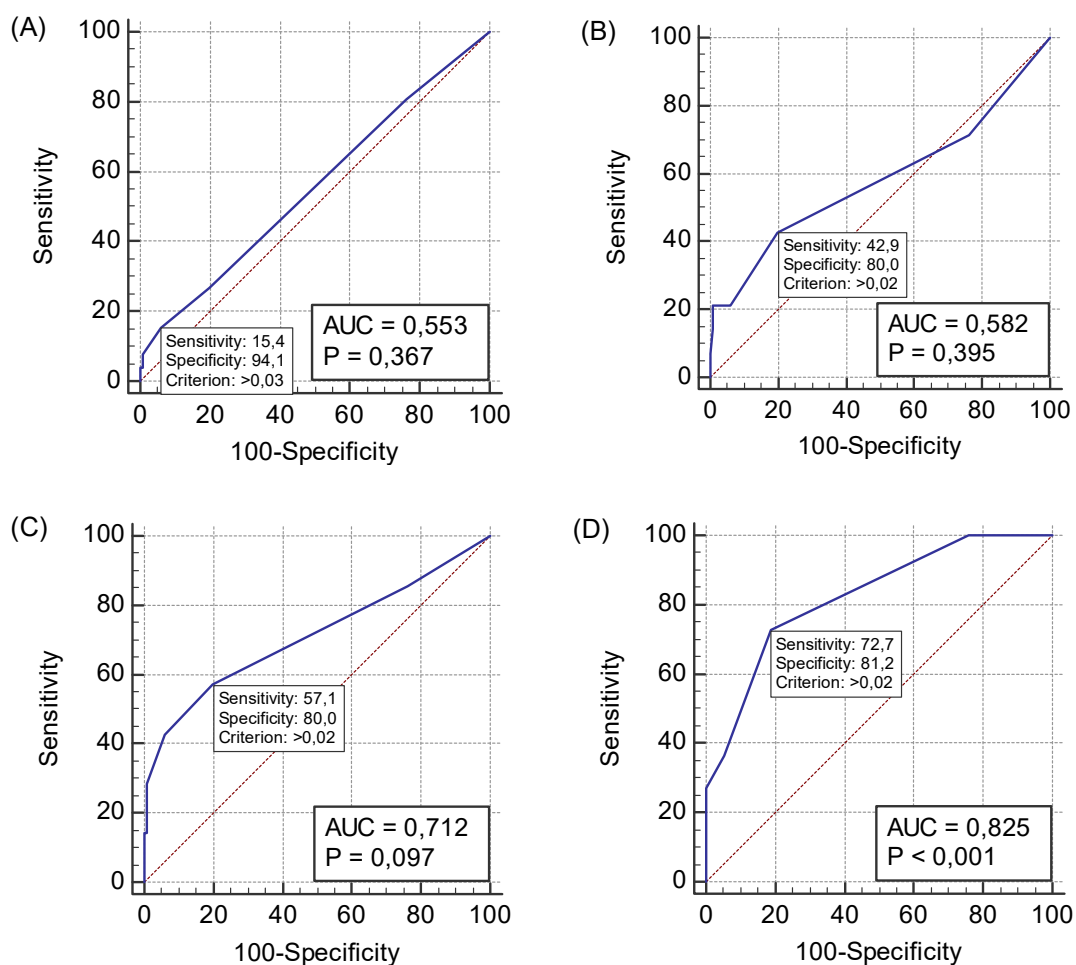 (A)
100
80
60
40
20
0
Sensitivity
Sensitivity: 15,4
Specificity: 94,1
Criterion: >0,03
AUC = 0,553
P = 0,367
0 20 40 60 80 100
100-Specificity
(B)
100
80
60
40
20
0
Sensitivity
Sensitivity: 42,9
Specificity: 80,0
Criterion: >0,02
AUC = 0,582
P = 0,395
0 20 40 60 80 100
100-Specificity
(C)
100
80
60
40
20
0
Sensitivity
Sensitivity: 57,1
Specificity: 80,0
Criterion: >0,02
AUC = 0,712
P = 0,097
0 20 40 60 80 100
100-Specificity
(D)
100
80
60
40
20
0
Sensitivity
Sensitivity: 72,7
Specificity: 81,2
Criterion: >0,02
AUC = 0,825
P < 0,001
0 20 40 60 80 100
100-Specificity